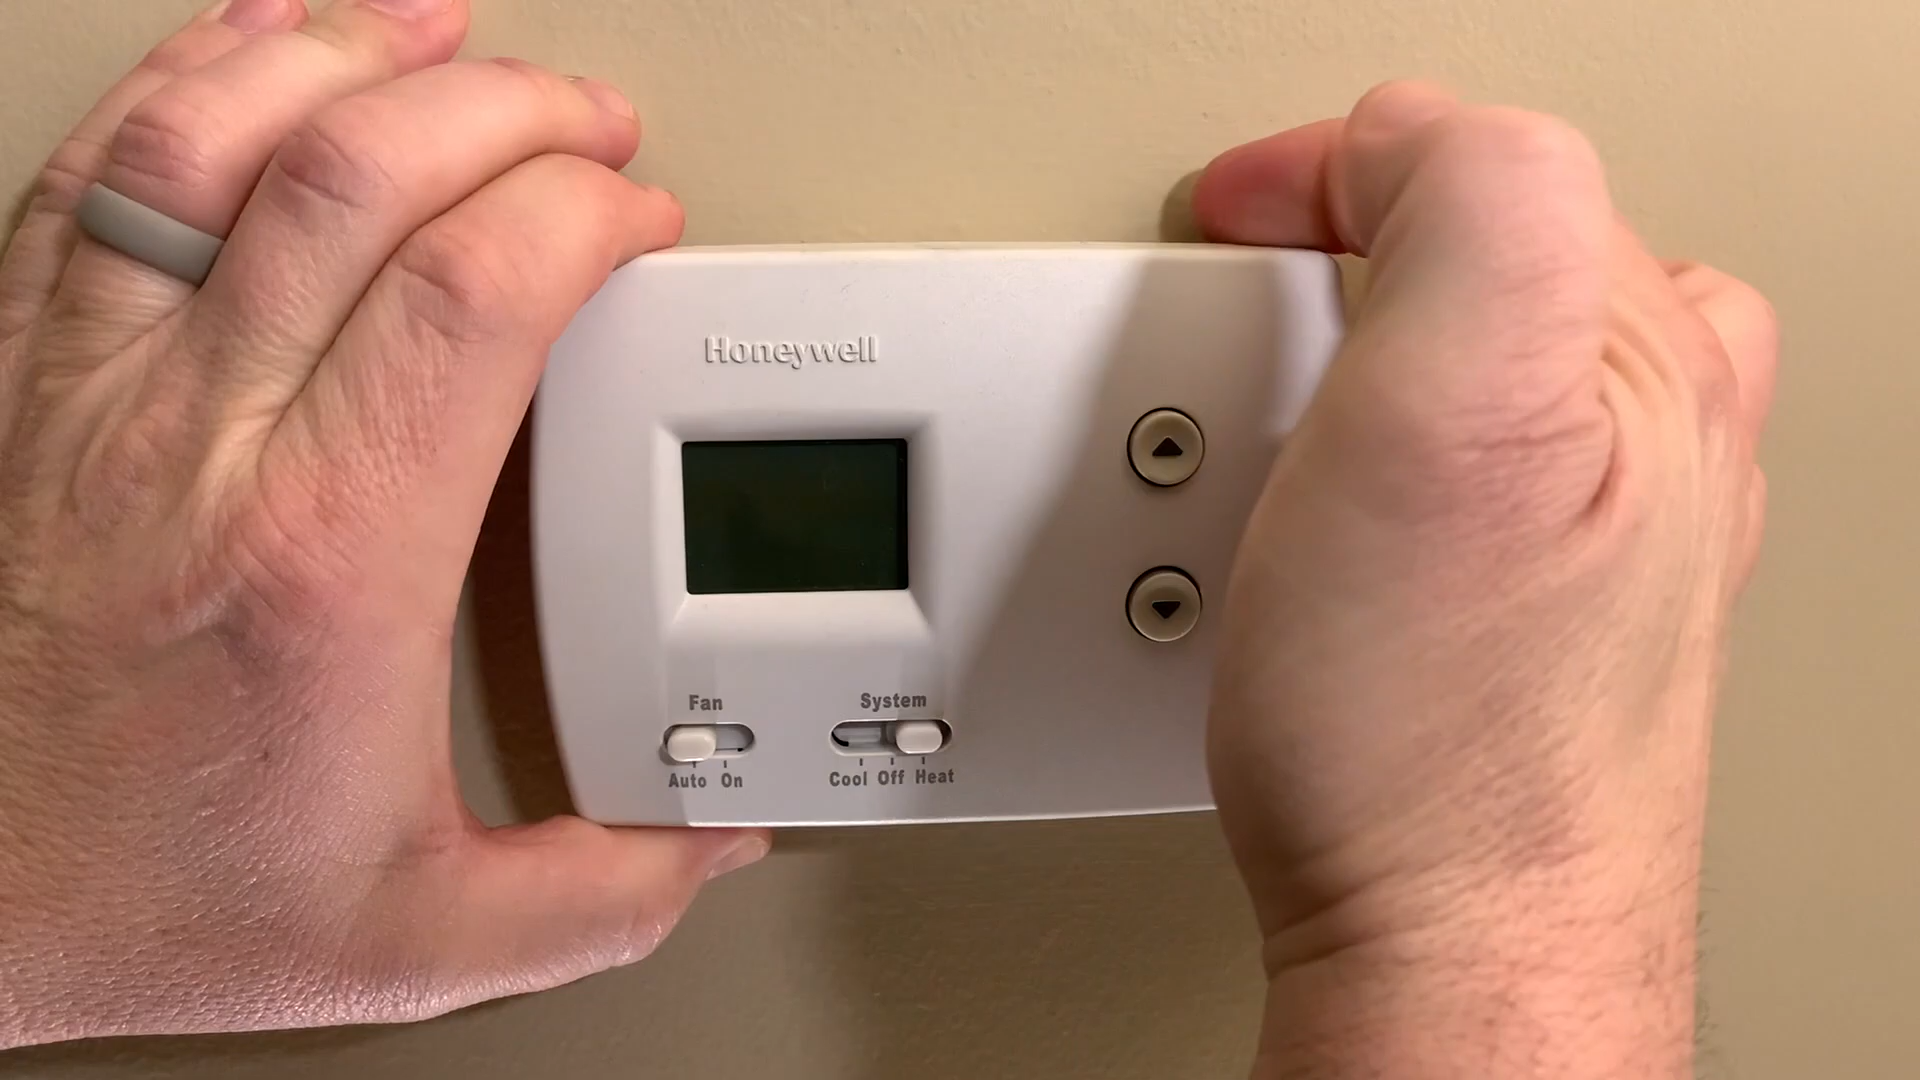 Honeywell
Fan
System
Auto On
Cool Off Heat